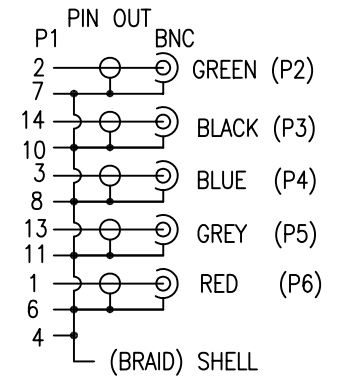 PIN OUT
P1 BNC
2 GREEN (P2)
7
14 BLACK (P3)
10
3 BLUE (P4)
8
13 GREY (P5)
11
1 RED (P6)
6
4
(BRAID) SHELL